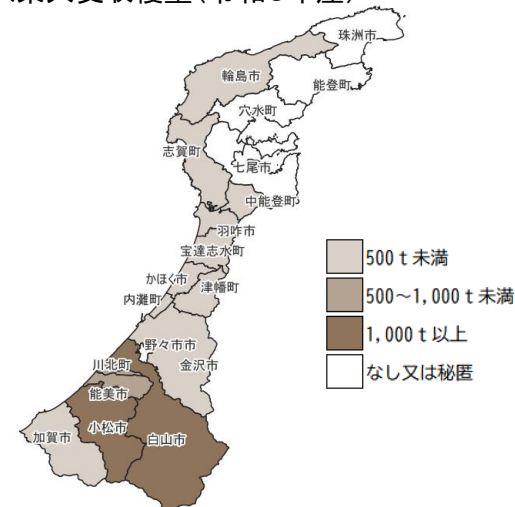 珠洲市
輪島市
能登町
穴水町
志賀町
七尾市
中能登町
羽咋市
宝達志水町
かほく市
津幡町
内灘町
野々市市
金沢市
川北町
能美市
小松市
白山市
加賀市
500ｔ未満
500～1,000ｔ未満
1,000ｔ以上
なし又は秘匿